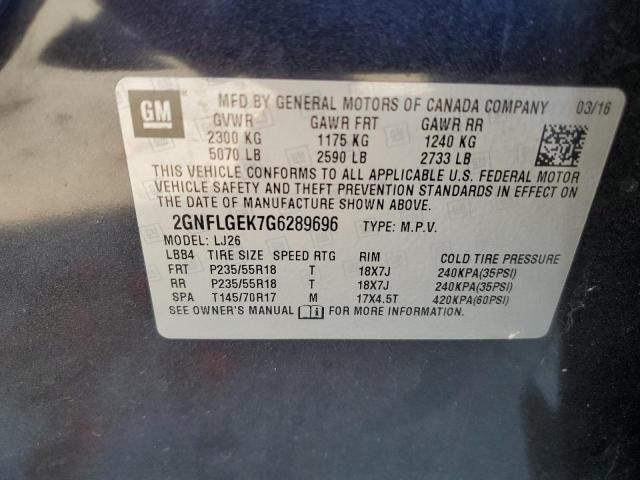 GM MFD BY GENERAL MOTORS OF CANADA COMPANY 03/16
GVWR GAWR FRT GAWR RR
2300 KG 1175 KG 1240 KG
5070 LB 2590 LB 2733 LB
THIS VEHICLE CONFORMS TO ALL APPLICABLE U.S. FEDERAL MOTOR
VEHICLE SAFETY AND THEFT PREVENTION STANDARDS IN EFFECT ON
THE DATE OF MANUFACTURE SHOWN ABOVE.
2GNFLGEK7G6289696 TYPE: M.P.V.
MODEL: LJ26
LBB4 TIRE SIZE SPEED RTG RIM COLD TIRE PRESSURE
FRT P235/55R18 T 18X7J 240KPA(35PSI)
RR P235/55R18 T 18X7J 240KPA(35PSI)
SPA T145/70R17 M 17X4.5T 420KPA(60PSI)
SEE OWNER'S MANUAL i FOR MORE INFORMATION.